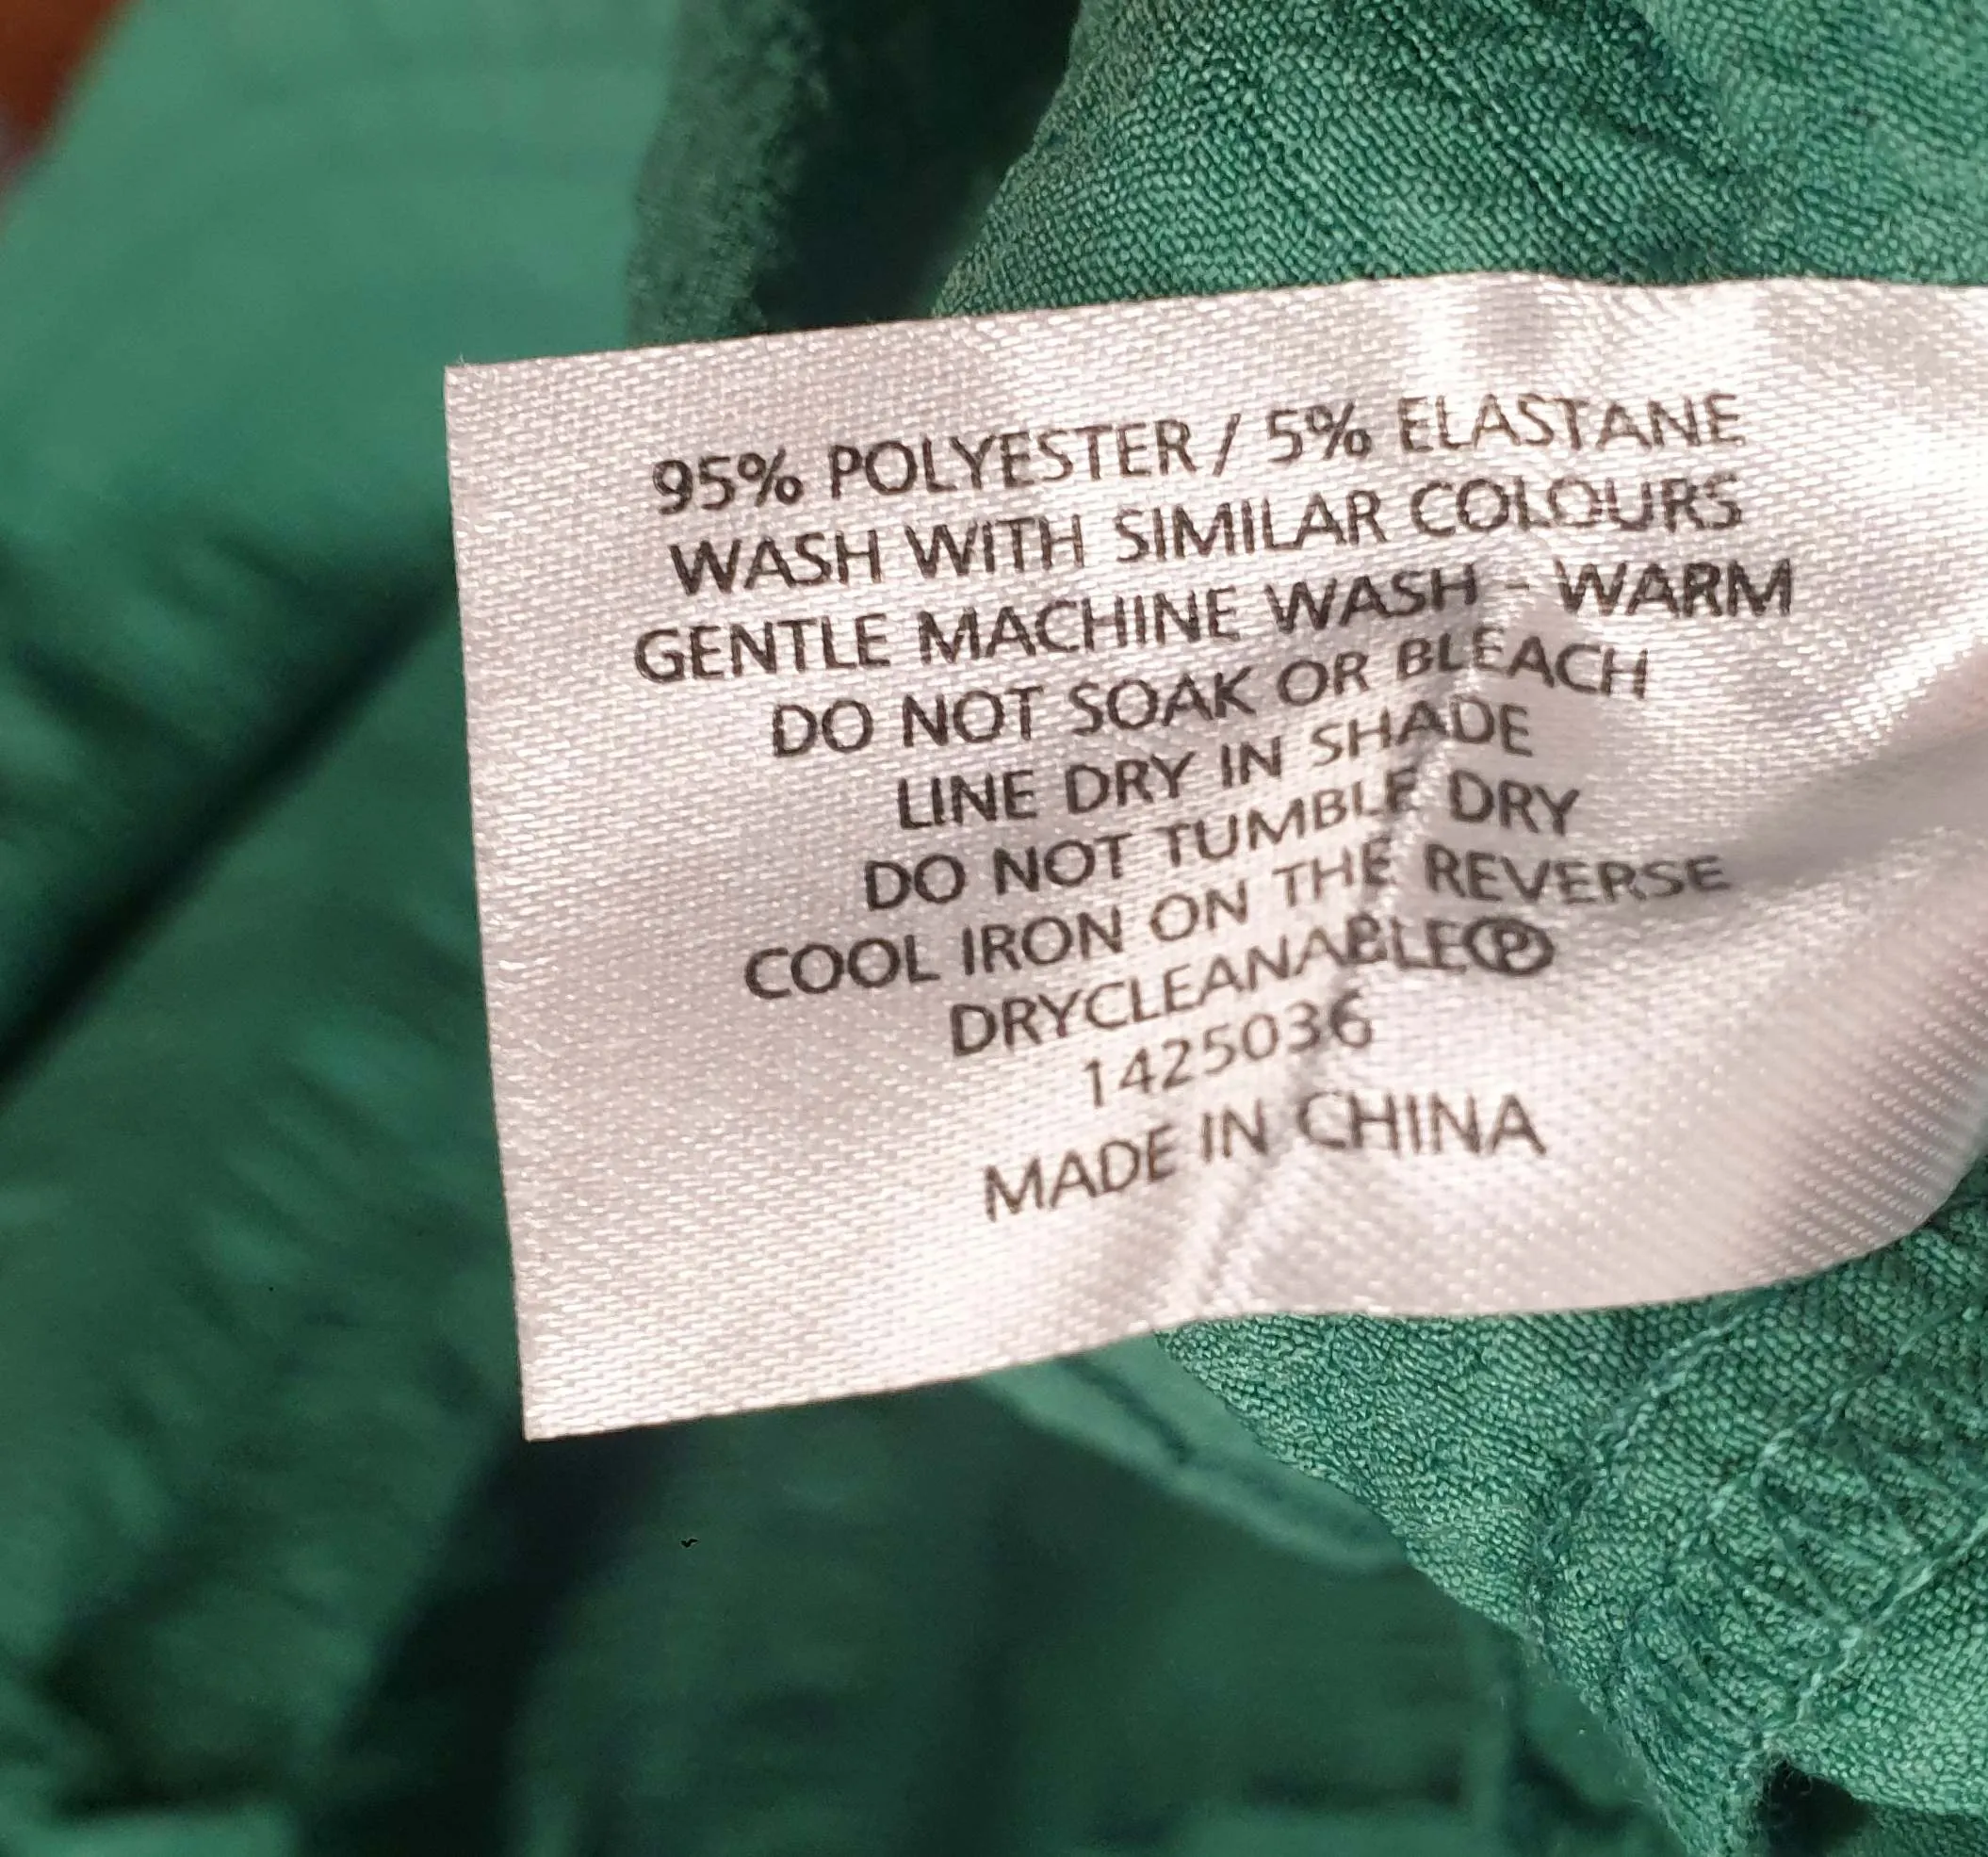 95% POLYESTER / 5% ELASTANE
WASH WITH SIMILAR COLOURS
GENTLE MACHINE WASH - WARM
DO NOT SOAK OR BLEACH
LINE DRY IN SHADE
DO NOT TUMBLE DRY
COOL IRON ON THE REVERSE
DRYCLEANABLEⓅ
1425036
MADE IN CHINA